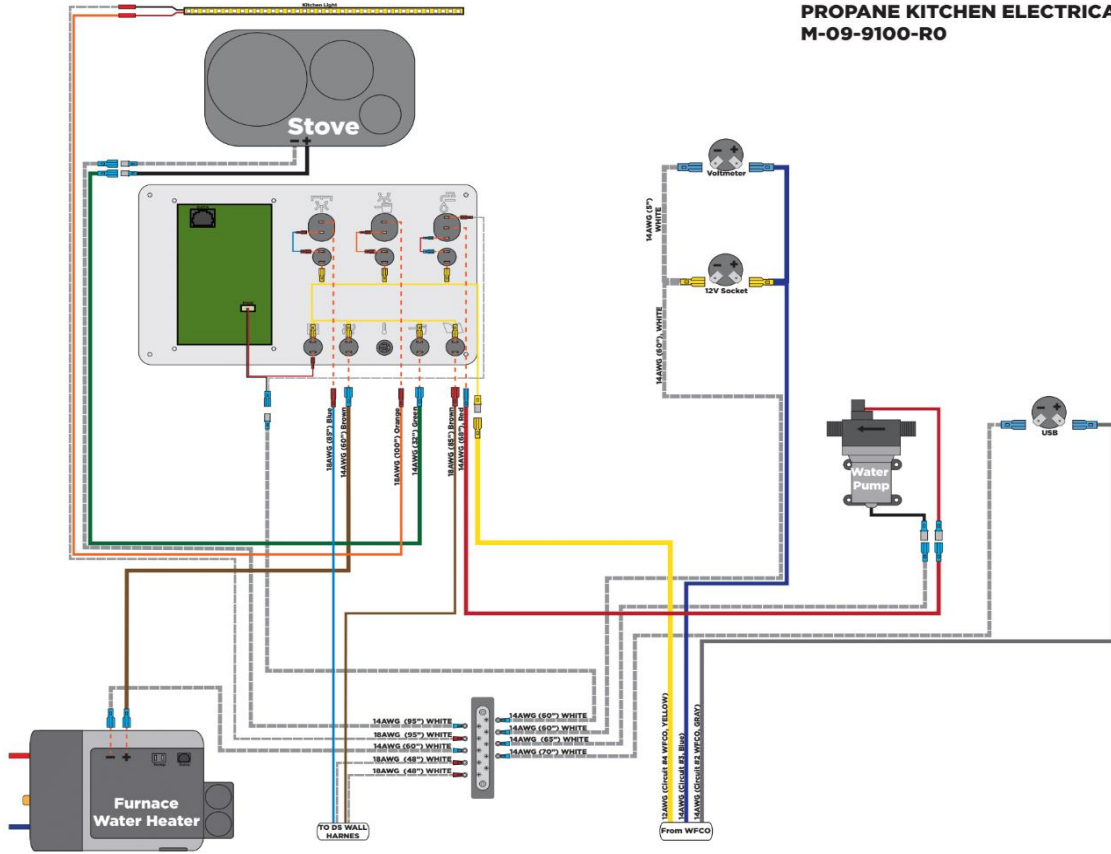 PROPANE KITCHEN ELECTRICA
M-09-9100-R0
Kitchen Light
Stove
- +
- +
Voltmeter
14AWG (5")
WHITE
- +
12V Socket
14AWG (60"), WHITE
- +
USB
Water
Pump
18AWG (85") Blue
14AWG (60") Brown
18AWG (100") Orange
14AWG (32") Green
18AWG (85") Brown
14AWG (68"), Red
14AWG (95") WHITE
18AWG (95") WHITE
14AWG (60") WHITE
18AWG (48") WHITE
18AWG (48") WHITE
14AWG (60") WHITE
14AWG (60") WHITE
14AWG (65") WHITE
14AWG (70") WHITE
- +
Furnace
Water Heater
TO DS WALL
HARNES
12AWG (Circuit #4 WFCO, YELLOW)
14AWG (Circuit #3, Blue)
14AWG (Circuit #2 WFCO, GRAY)
From WFCO